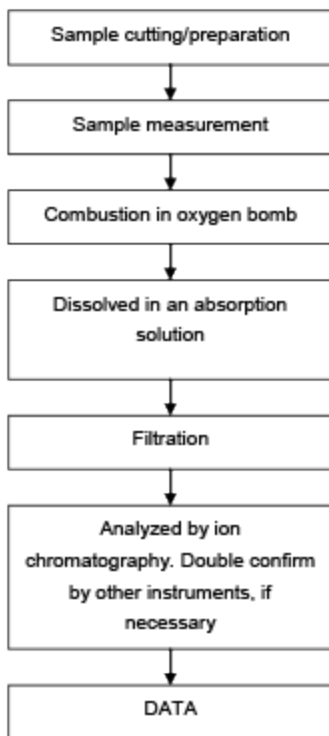 Sample cutting/preparation
Sample measurement
Combustion in oxygen bomb
Dissolved in an absorption
solution
Filtration
Analyzed by ion
chromatography. Double confirm
by other instruments, if
necessary
DATA